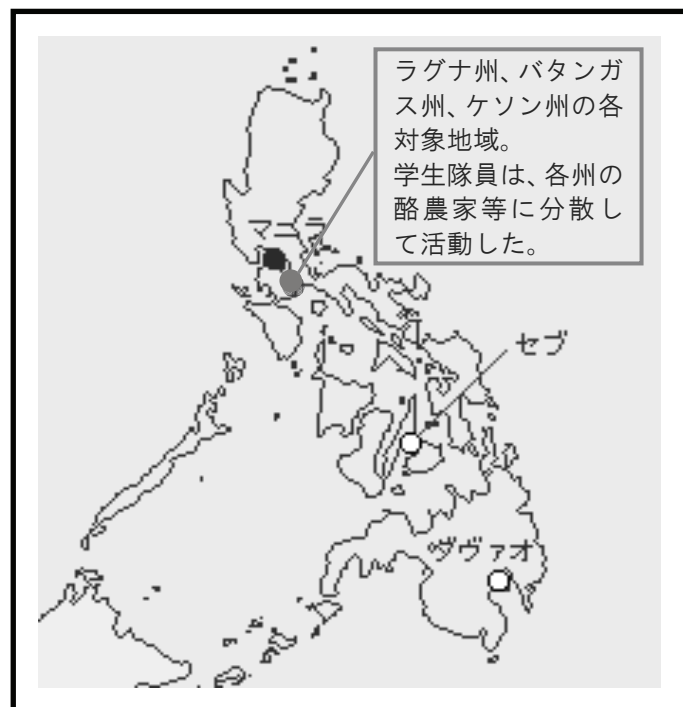 ラグナ州、バタンガ
ス州、ケソン州の各
対象地域。
学生隊員は、各州の
酪農家等に分散し
て活動した。
マニラ
セブ
ダヴァオ